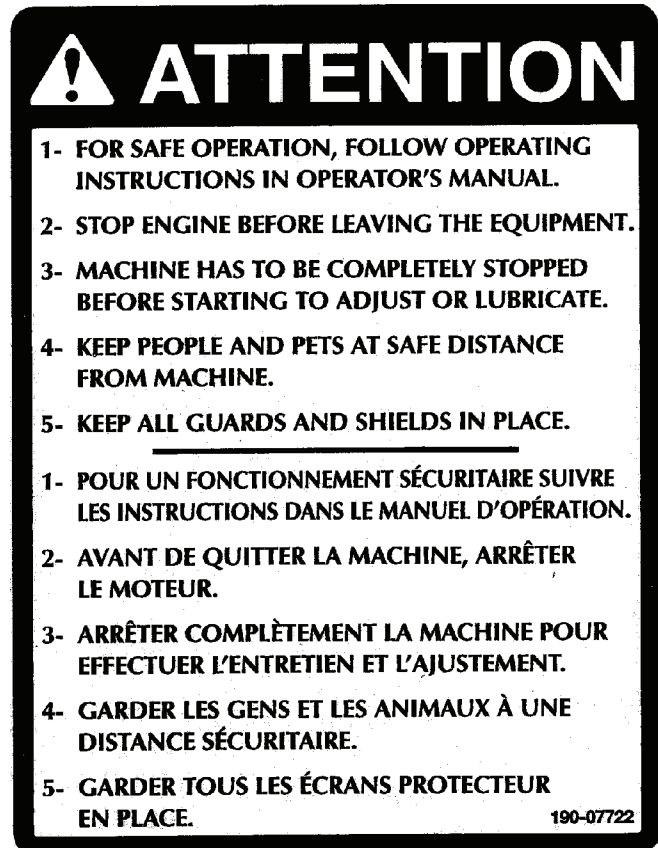 ATTENTION
1- FOR SAFE OPERATION, FOLLOW OPERATING
INSTRUCTIONS IN OPERATOR'S MANUAL.
2- STOP ENGINE BEFORE LEAVING THE EQUIPMENT.
3- MACHINE HAS TO BE COMPLETELY STOPPED
BEFORE STARTING TO ADJUST OR LUBRICATE.
4- KEEP PEOPLE AND PETS AT SAFE DISTANCE
FROM MACHINE.
5- KEEP ALL GUARDS AND SHIELDS IN PLACE.
1- POUR UN FONCTIONNEMENT SÉCURITAIRE SUIVRE
LES INSTRUCTIONS DANS LE MANUEL D'OPÉRATION.
2- AVANT DE QUITTER LA MACHINE, ARRÊTER
LE MOTEUR.
3- ARRÊTER COMPLÈTEMENT LA MACHINE POUR
EFFECTUER L'ENTRETIEN ET L'AJUSTEMENT.
4- GARDER LES GENS ET LES ANIMAUX À UNE
DISTANCE SÉCURITAIRE.
5- GARDER TOUS LES ÉCRANS PROTECTEUR
EN PLACE.
190-07722